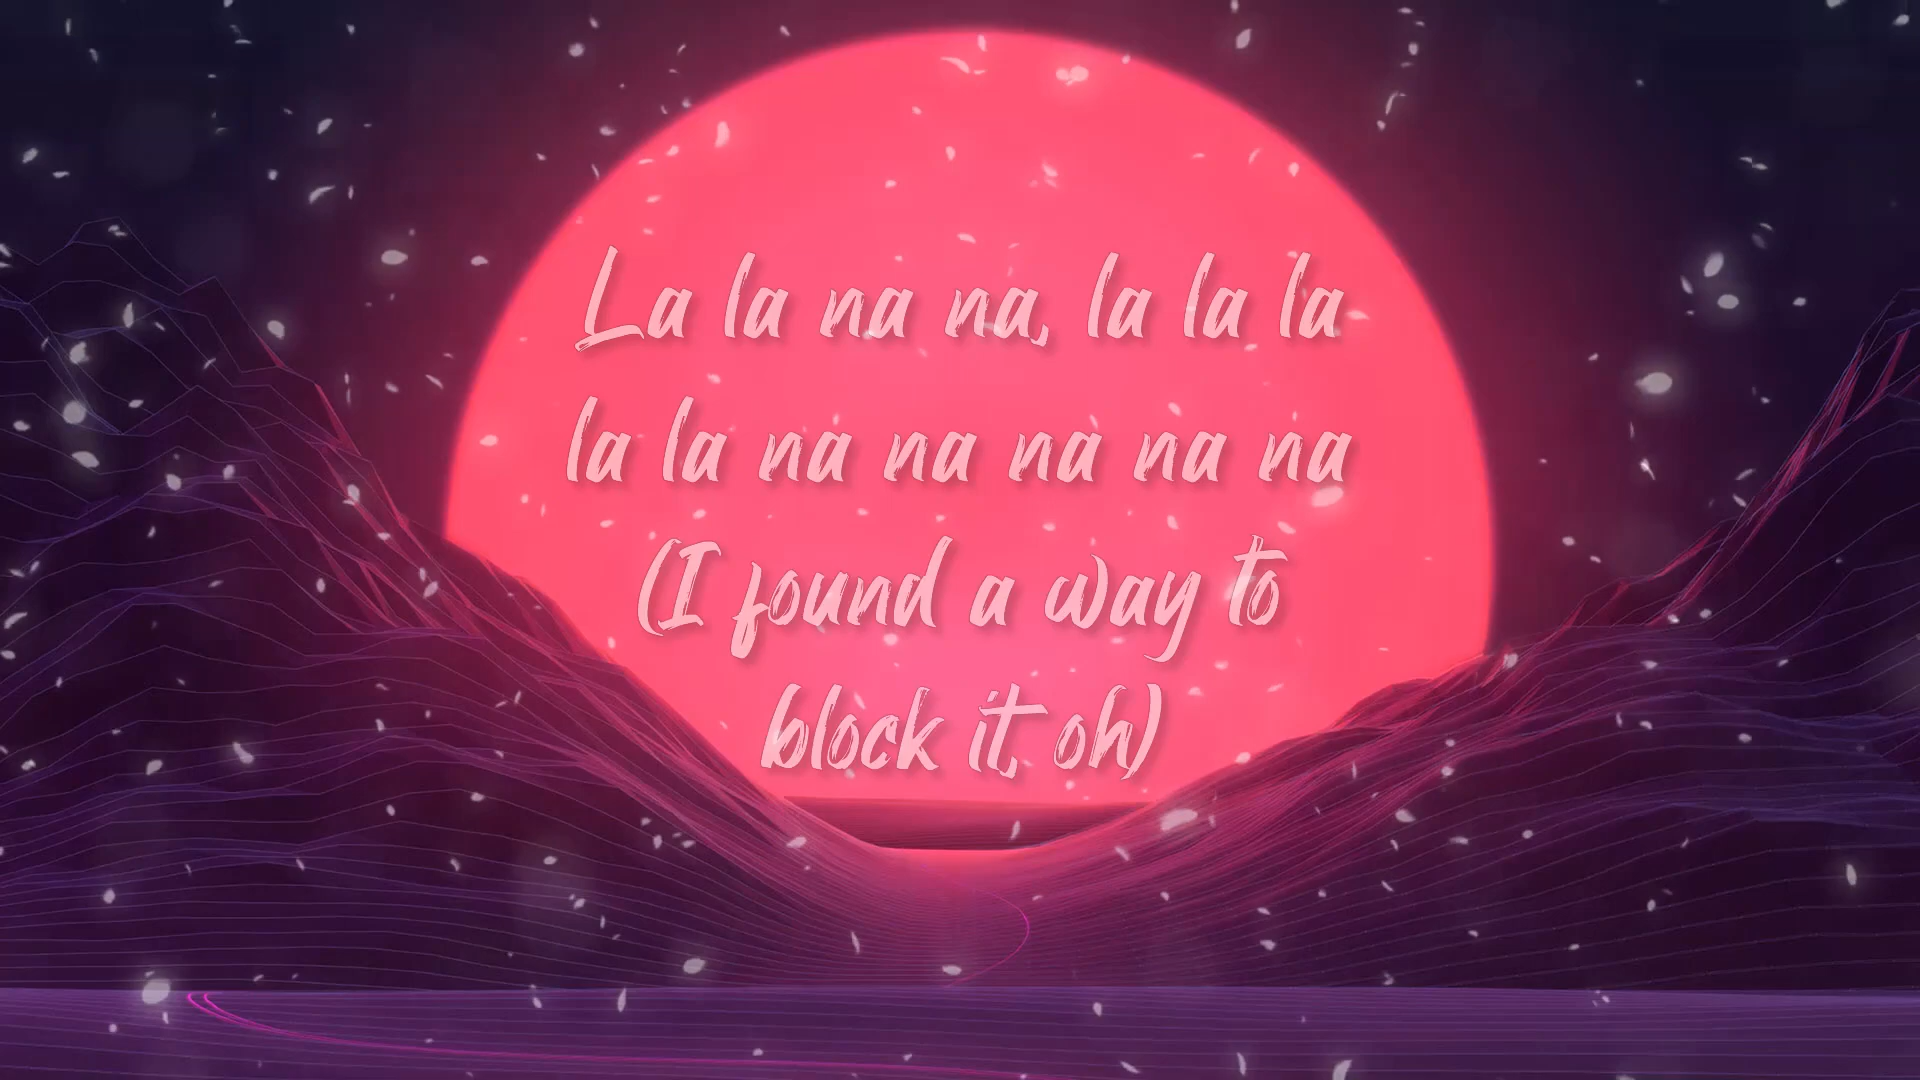 La la na na, la la la
la la na na na na na
(I found a way to
block it, oh)